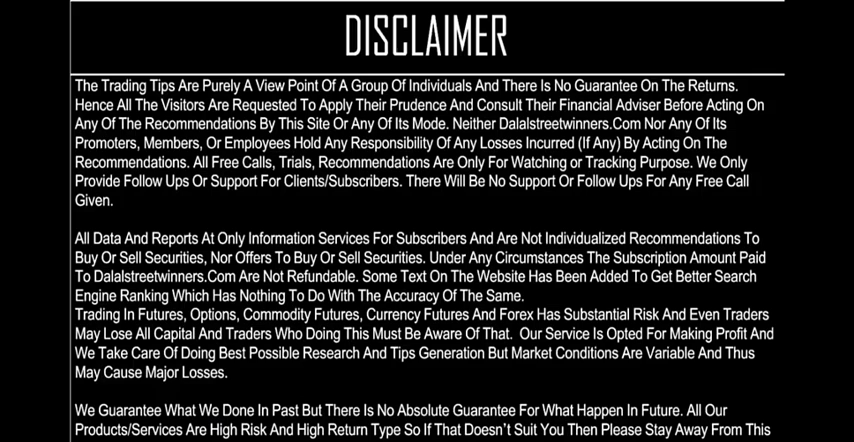 DISCLAIMER
The Trading Tips Are Purely A View Point Of A Group Of Individuals And There Is No Guarantee On The Returns.
Hence All The Visitors Are Requested To Apply Their Prudence And Consult Their Financial Adviser Before Acting On
Any Of The Recommendations By This Site Or Any Of Its Mode. Neither Dalalstreetwinners.Com Nor Any Of Its
Promoters, Members, Or Employees Hold Any Responsibility Of Any Losses Incurred (If Any) By Acting On The
Recommendations. All Free Calls, Trials, Recommendations Are Only For Watching or Tracking Purpose. We Only
Provide Follow Ups Or Support For Clients/Subscribers. There Will Be No Support Or Follow Ups For Any Free Call
Given.
All Data And Reports At Only Information Services For Subscribers And Are Not Individualized Recommendations To
Buy Or Sell Securities, Nor Offers To Buy Or Sell Securities. Under Any Circumstances The Subscription Amount Paid
To Dalalstreetwinners.Com Are Not Refundable. Some Text On The Website Has Been Added To Get Better Search
Engine Ranking Which Has Nothing To Do With The Accuracy Of The Same.
Trading In Futures, Options, Commodity Futures, Currency Futures And Forex Has Substantial Risk And Even Traders
May Lose All Capital And Traders Who Doing This Must Be Aware Of That. Our Service Is Opted For Making Profit And
We Take Care Of Doing Best Possible Research And Tips Generation But Market Conditions Are Variable And Thus
May Cause Major Losses.
We Guarantee What We Done In Past But There Is No Absolute Guarantee For What Happen In Future. All Our
Products/Services Are High Risk And High Return Type So If That Doesn't Suit You Then Please Stay Away From This